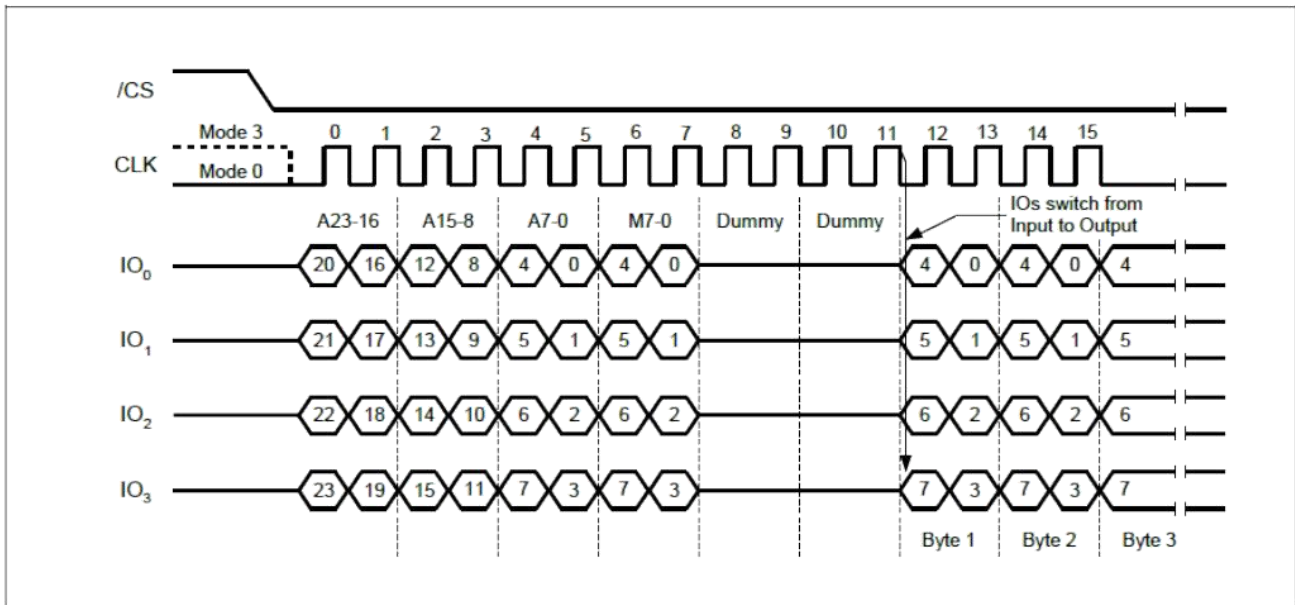 /CS
Mode 3 0 1 2 3 4 5 6 7 8 9 10 11 12 13 14 15
CLK
Mode 0
IOs switch from
Input to Output
A23-16 A15-8 A7-0 M7-0 Dummy Dummy
IO0 20 16 12 8 4 0 4 0 4 0 4 0 4
IO1 21 17 13 9 5 1 5 1 5 1 5 1 5
IO2 22 18 14 10 6 2 6 2 6 2 6 2 6
IO3 23 19 15 11 7 3 7 3 7 3 7 3 7
Byte 1 Byte 2 Byte 3